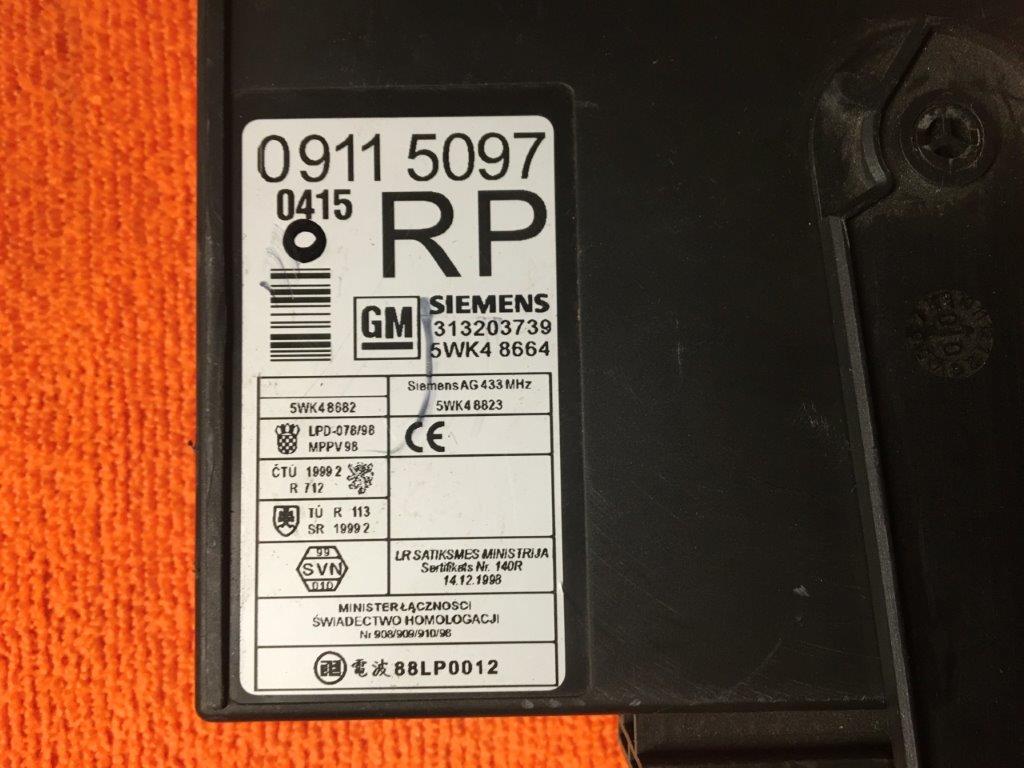 0911 5097
0415
RP
GM
SIEMENS
313203739
5WK4 8664
Siemens AG 433 MHz
5WK4 8682
5WK4 8823
LPD-078/98
MPPV 98
CE
ČTÚ 1999 2
R 712
TÚ R 113
SR 1999 2
99
SVN
010
LR SATIKSMES MINISTRIJA
Sertifikats Nr. 140R
14.12.1998
MINISTER ŁĄCZNOŚCI
ŚWIADECTWO HOMOLOGACJI
Nr 908/909/910/98
電波 88LP0012